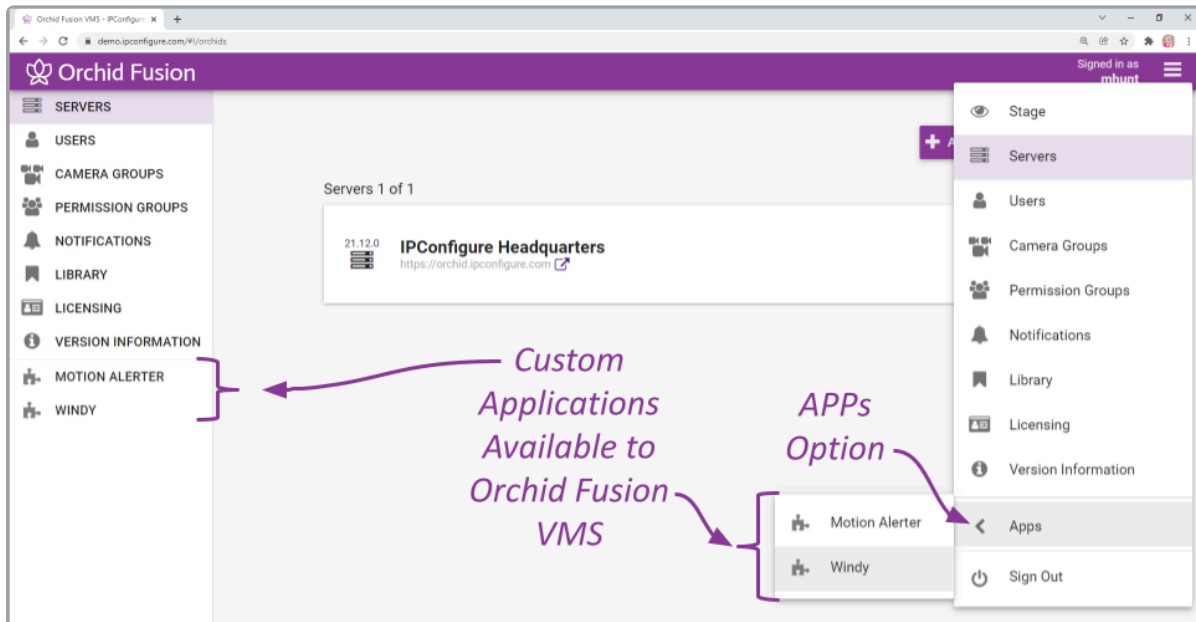 Orchid Fusion VMS - IPConfigur
demo.ipconfigure.com/#!/orchids
Orchid Fusion
Signed in as
mhunt
SERVERS
USERS
CAMERA GROUPS
PERMISSION GROUPS
NOTIFICATIONS
LIBRARY
LICENSING
VERSION INFORMATION
MOTION ALERTER
WINDY
A
Servers 1 of 1
21.12.0
IPConfigure Headquarters
https://orchid.ipconfigure.com
Custom
Applications
Available to
Orchid Fusion
VMS
APPs
Option
Stage
Servers
Users
Camera Groups
Permission Groups
Notifications
Library
Licensing
Version Information
Apps
Sign Out
Motion Alerter
Windy